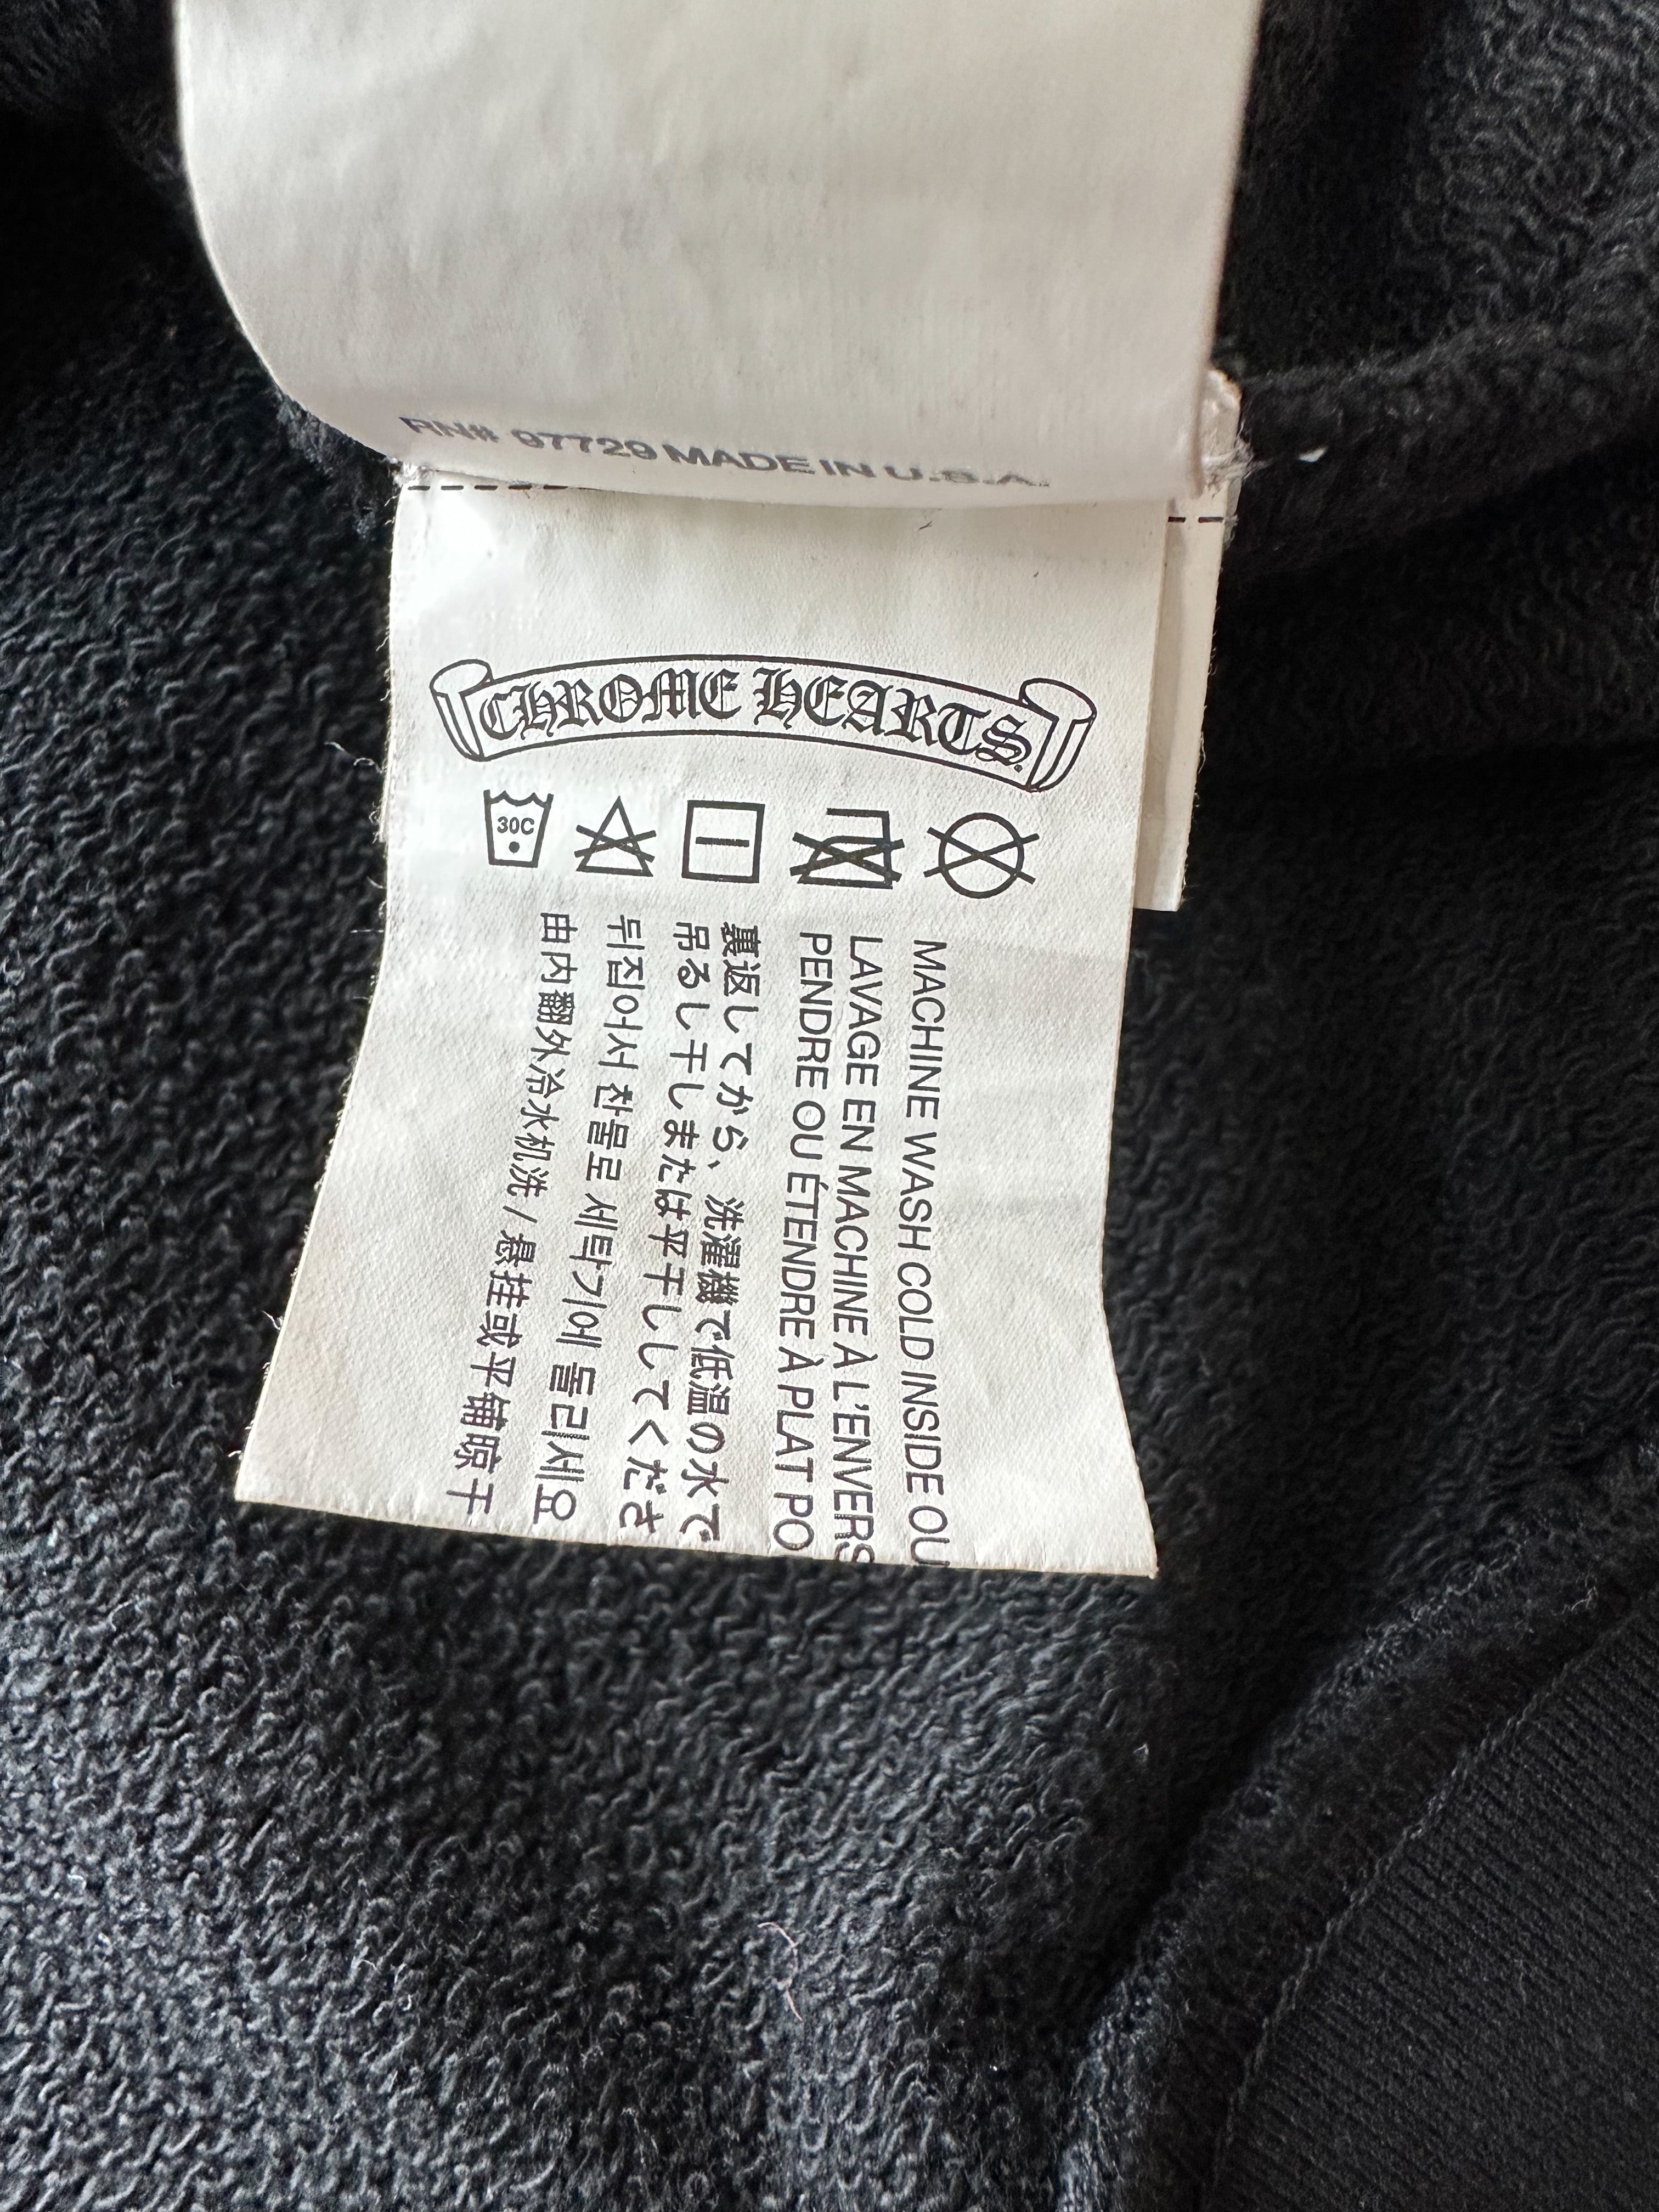 RN# 97729 MADE IN U.S.A.
CHROME HEARTS
30C
MACHINE WASH COLD INSIDE OU
LAVAGE EN MACHINE À L'ENVERS
PENDRE OU ÉTENDRE À PLAT PO
裏返してから、洗濯機で低温の水で
吊るし干しまたは平干ししてくださ
뒤집어서 찬물로 세탁기에 돌리세요
由内翻外冷水机洗 / 悬挂或平铺晾干